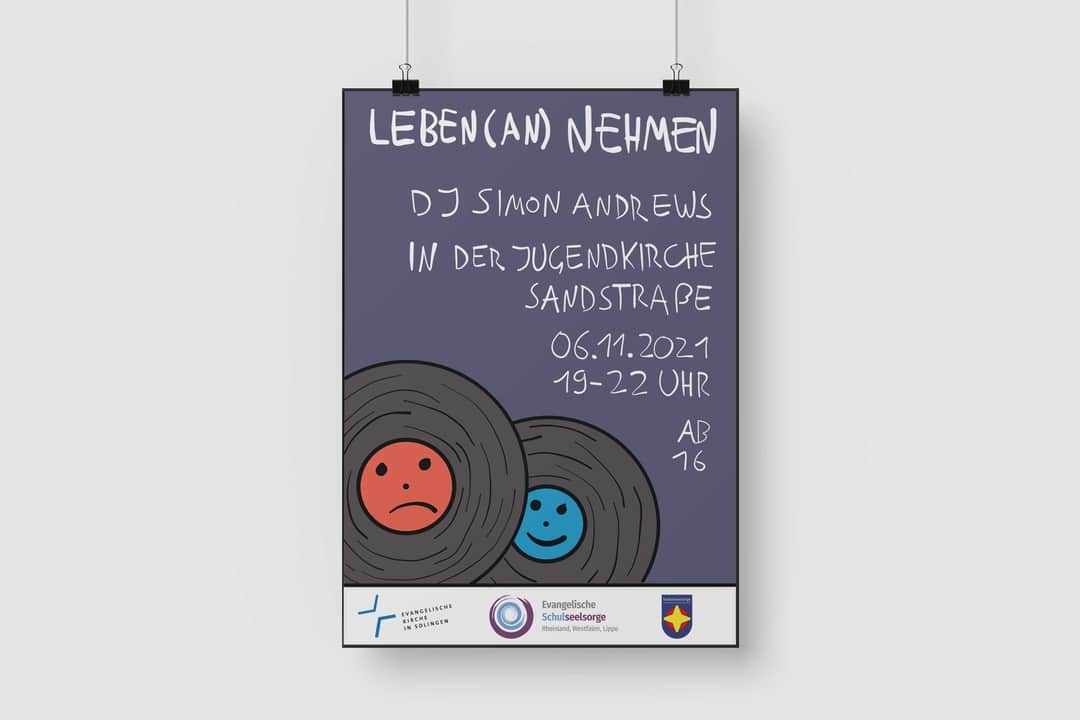 LEBEN(AN) NEHMEN
DJ SIMON ANDREWS
IN DER JUGENDKIRCHE
SANDSTRAßE
06.11.2021
19-22 UHR
AB
16
EVANGELISCHE
KIRCHE
IN SOLINGEN
Evangelische
Schulseelsorge
Rheinland, Westfalen, Lippe